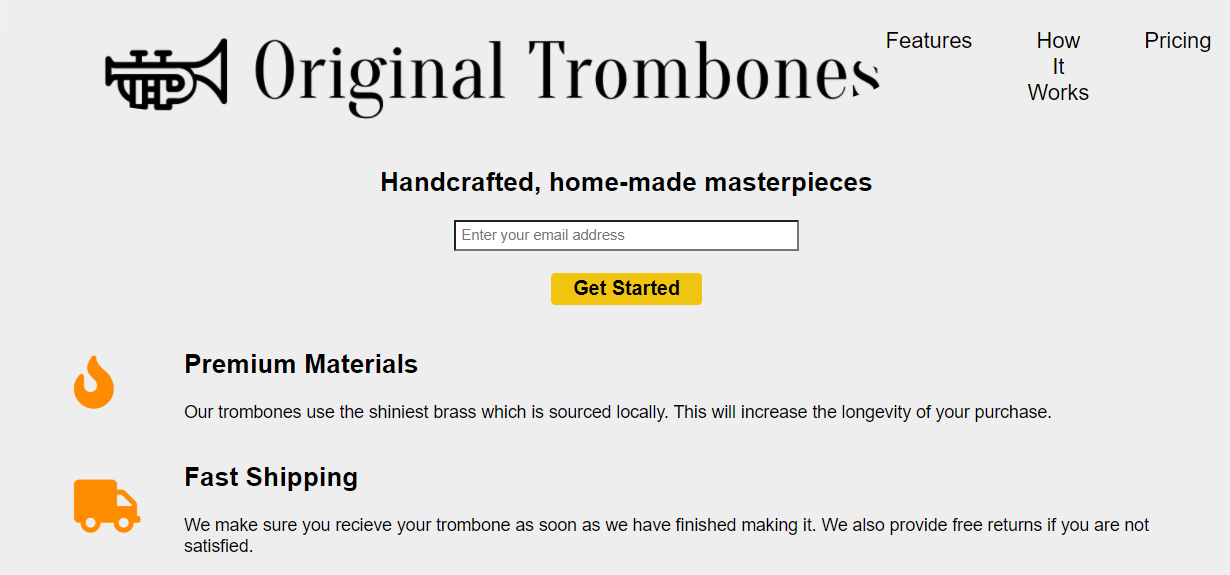 Original Trombones
Features
How
It
Works
Pricing
Handcrafted, home-made masterpieces
Enter your email address
Get Started
Premium Materials
Our trombones use the shiniest brass which is sourced locally. This will increase the longevity of your purchase.
Fast Shipping
We make sure you recieve your trombone as soon as we have finished making it. We also provide free returns if you are not
satisfied.